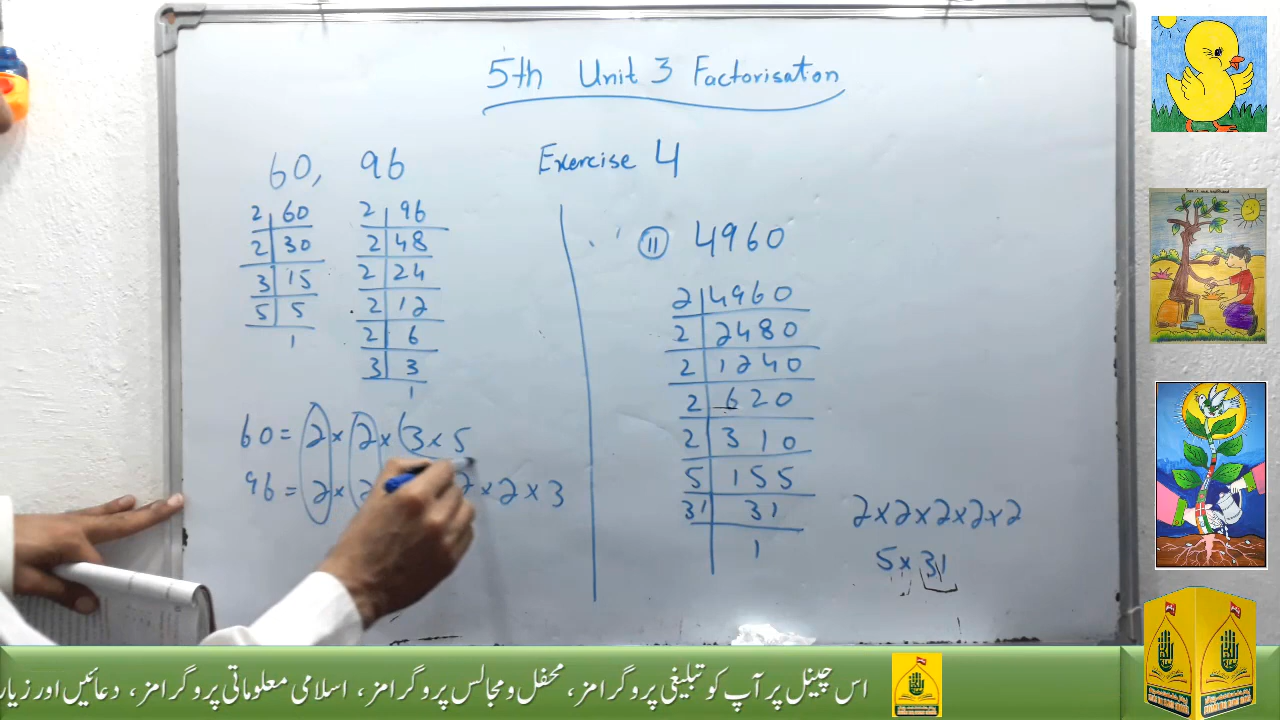 5th Unit 3 Factorisation
Exercise 4
60, 96
2 | 60
2 | 30
3 | 15
5 | 5
1
2 | 96
2 | 48
2 | 24
2 | 12
2 | 6
3 | 3
1
60 = 2 × 2 × 3 × 5
96 = 2 × 2 × 2 × 3
(11) 4960
2 | 4960
2 | 2480
2 | 1240
2 | 620
2 | 310
5 | 155
31 | 31
1
2×2×2×2×2
5×31
اس چینل پر آپ کو تبلیغی پروگرامز، محفل و مجالس پروگرامز، اسلامی معلوماتی پروگرامز، دعائیں اور زیار